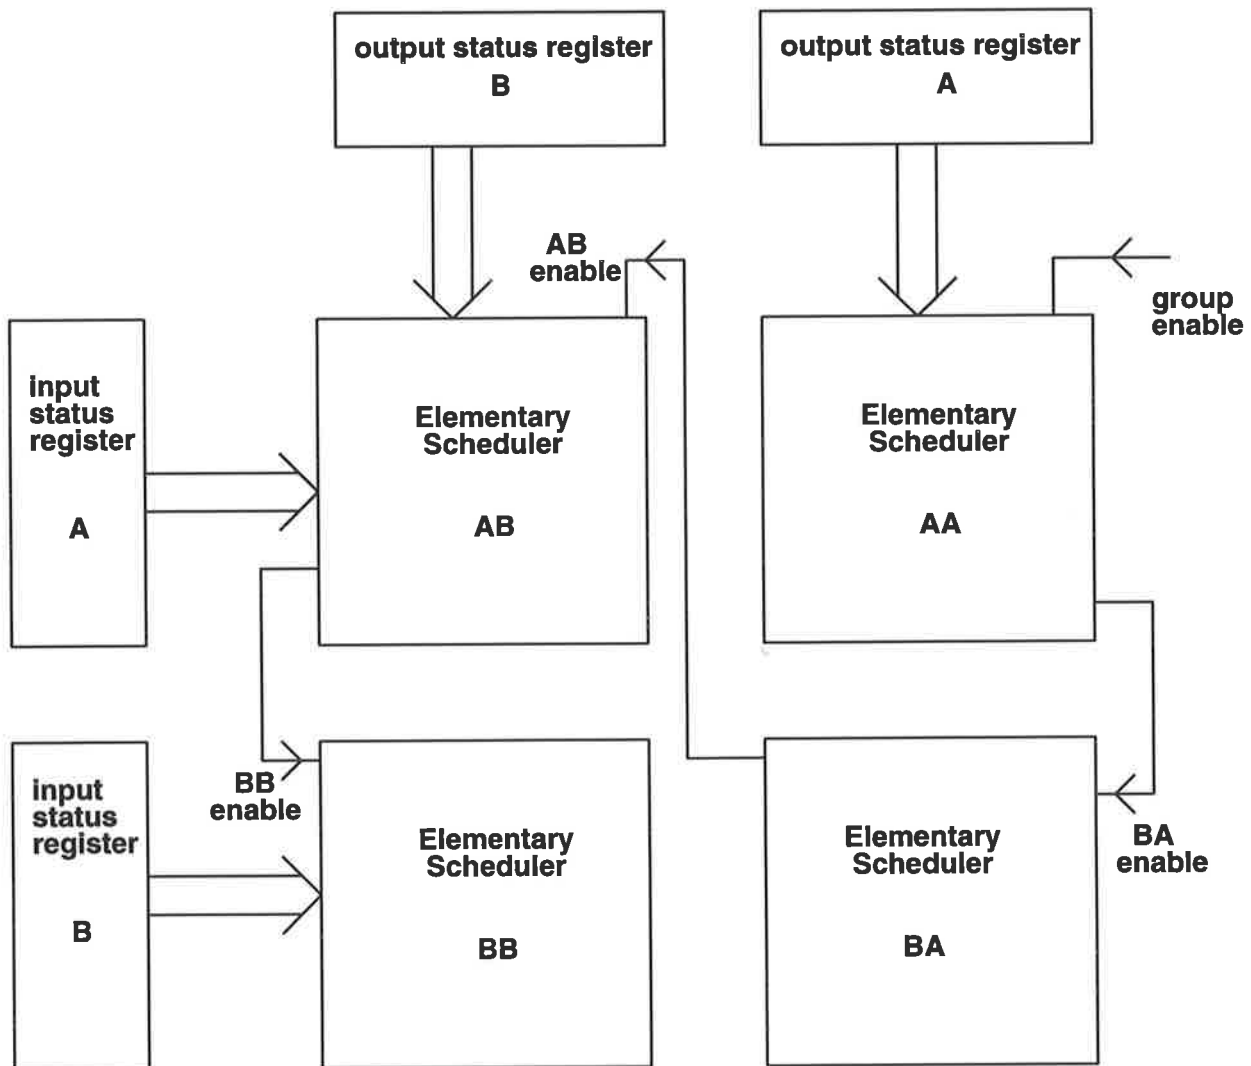 output status register
B
output status register
A
AB
enable
group
enable
input
status
register
A
Elementary
Scheduler
AB
Elementary
Scheduler
AA
BB
enable
input
status
register
B
Elementary
Scheduler
BB
Elementary
Scheduler
BA
BA
enable